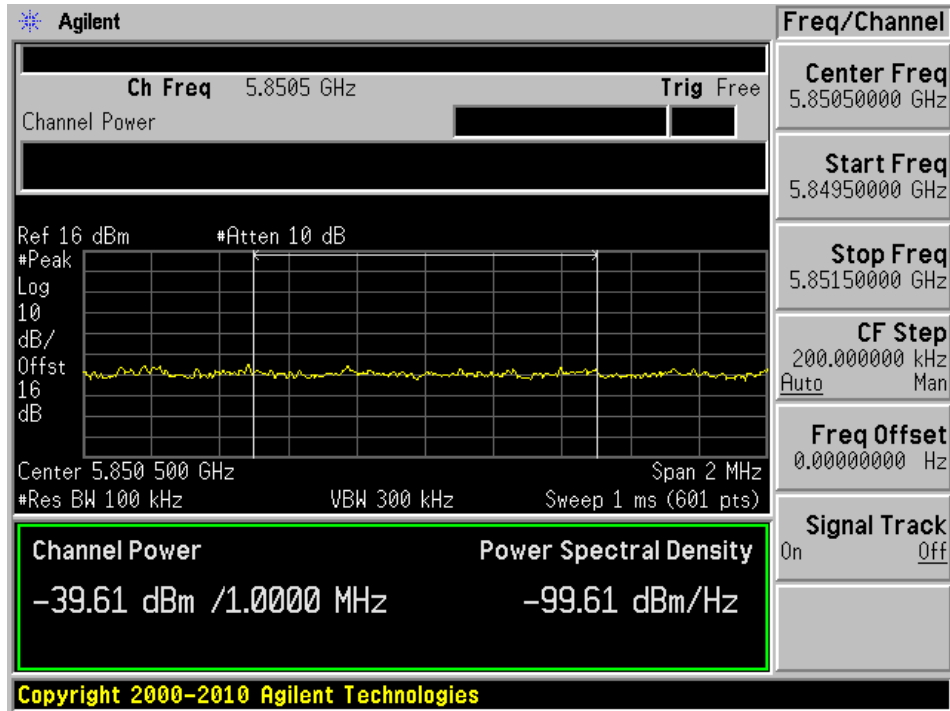 Agilent
Freq/Channel
Ch Freq 5.8505 GHz
Trig Free
Channel Power
Center Freq
5.85050000 GHz
Start Freq
5.84950000 GHz
Stop Freq
5.85150000 GHz
CF Step
200.000000 kHz
Auto Man
Freq Offset
0.00000000 Hz
Signal Track
On Off
Ref 16 dBm
#Atten 10 dB
#Peak
Log
10
dB/
Offst
16
dB
Center 5.850 500 GHz
Span 2 MHz
#Res BW 100 kHz
VBW 300 kHz
Sweep 1 ms (601 pts)
Channel Power
Power Spectral Density
-39.61 dBm /1.0000 MHz
-99.61 dBm/Hz
Copyright 2000-2010 Agilent Technologies